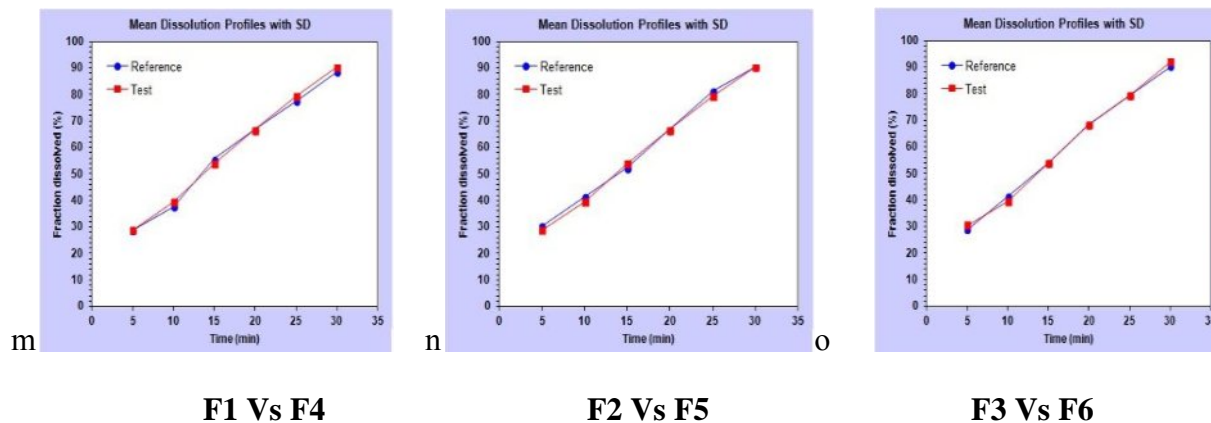 Mean Dissolution Profiles with SD
Fraction dissolved (%)
100
90
80
70
60
50
40
30
20
10
0
Reference
Test
0 5 10 15 20 25 30 35
Time (min)
m
Mean Dissolution Profiles with SD
Fraction dissolved (%)
100
90
80
70
60
50
40
30
20
10
0
Reference
Test
0 5 10 15 20 25 30 35
Time (min)
n
Mean Dissolution Profiles with SD
Fraction dissolved (%)
100
90
80
70
60
50
40
30
20
10
0
Reference
Test
0 5 10 15 20 25 30 35
Time (min)
o
F1 Vs F4
F2 Vs F5
F3 Vs F6